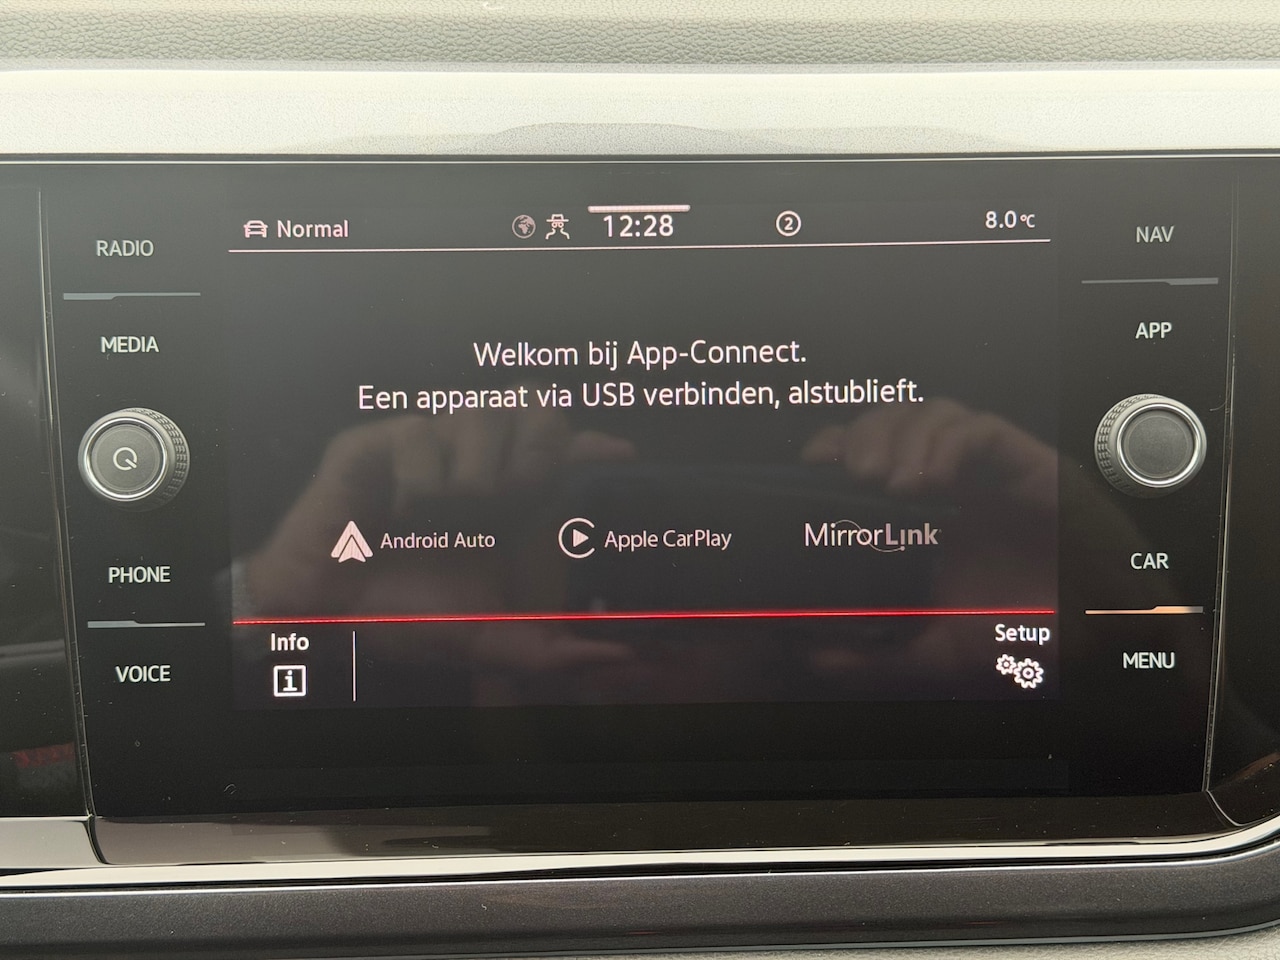 Normal 12:28 2 8.0°C
RADIO
NAV
MEDIA
APP
Welkom bij App-Connect.
Een apparaat via USB verbinden, alstublieft.
Android Auto
Apple CarPlay
MirrorLink
PHONE
CAR
VOICE
MENU
Info
i
Setup